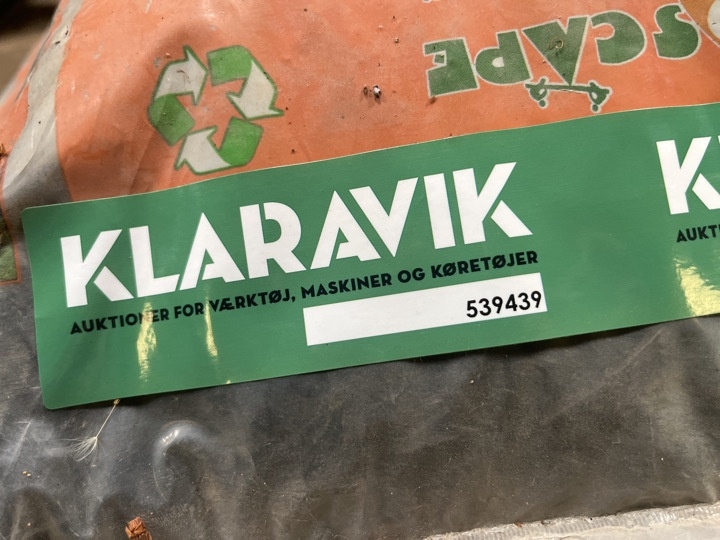 SCAPE
KLARAVIK
AUKTIONER FOR VÆRKTØJ, MASKINER OG KØRETØJER
539439
K
AUKT